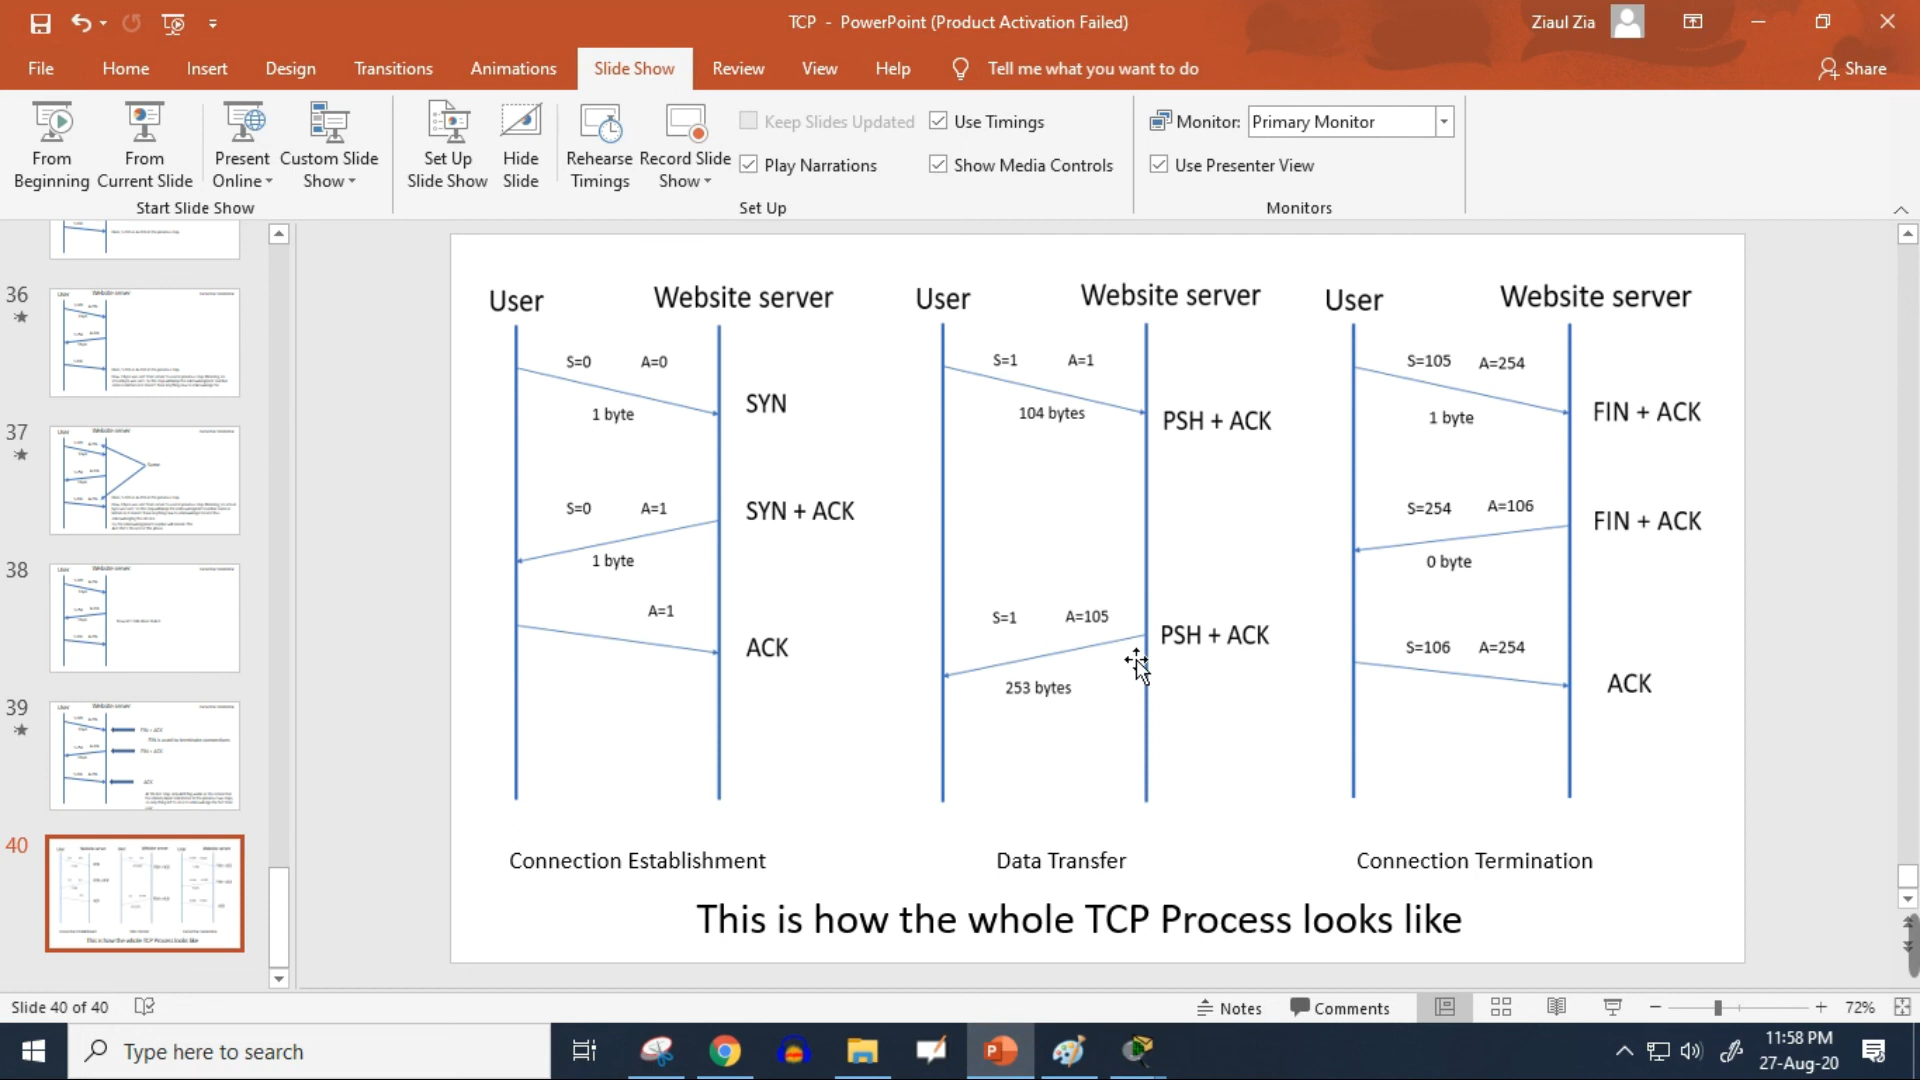 TCP - PowerPoint (Product Activation Failed)
Ziaul Zia
File Home Insert Design Transitions Animations Slide Show Review View Help Tell me what you want to do Share
From Beginning
From Current Slide
Present Online
Custom Slide Show
Start Slide Show
Set Up Slide Show
Hide Slide
Rehearse Timings
Record Slide Show
Keep Slides Updated
Play Narrations
Use Timings
Show Media Controls
Set Up
Monitor: Primary Monitor
Use Presenter View
Monitors
36
37
38
39
40
User Website server
S=0 A=0
1 byte
SYN
S=0 A=1
1 byte
SYN + ACK
A=1
ACK
Connection Establishment
User Website server
S=1 A=1
104 bytes
PSH + ACK
S=1 A=105
253 bytes
PSH + ACK
Data Transfer
User Website server
S=105 A=254
1 byte
FIN + ACK
S=254 A=106
0 byte
FIN + ACK
S=106 A=254
ACK
Connection Termination
This is how the whole TCP Process looks like
Slide 40 of 40
Notes Comments 72%
Type here to search
11:58 PM
27-Aug-20